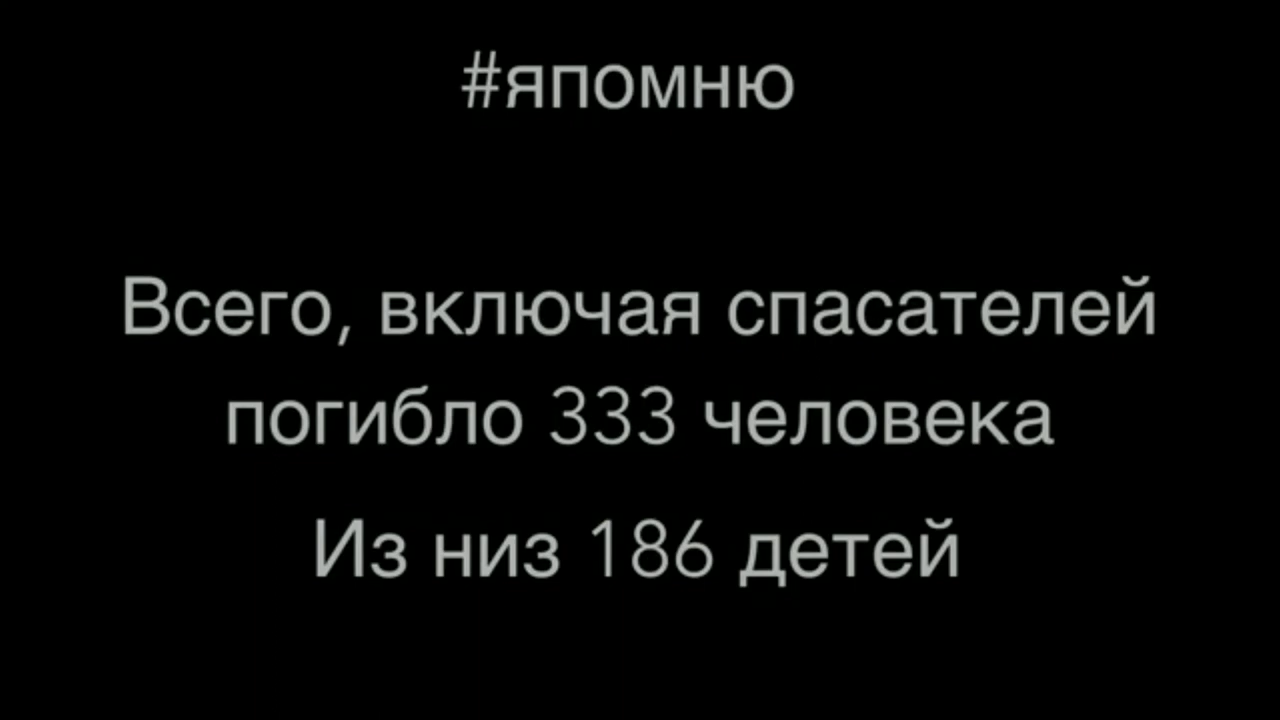 #япомню
Всего, включая спасателей
погибло 333 человека
Из низ 186 детей